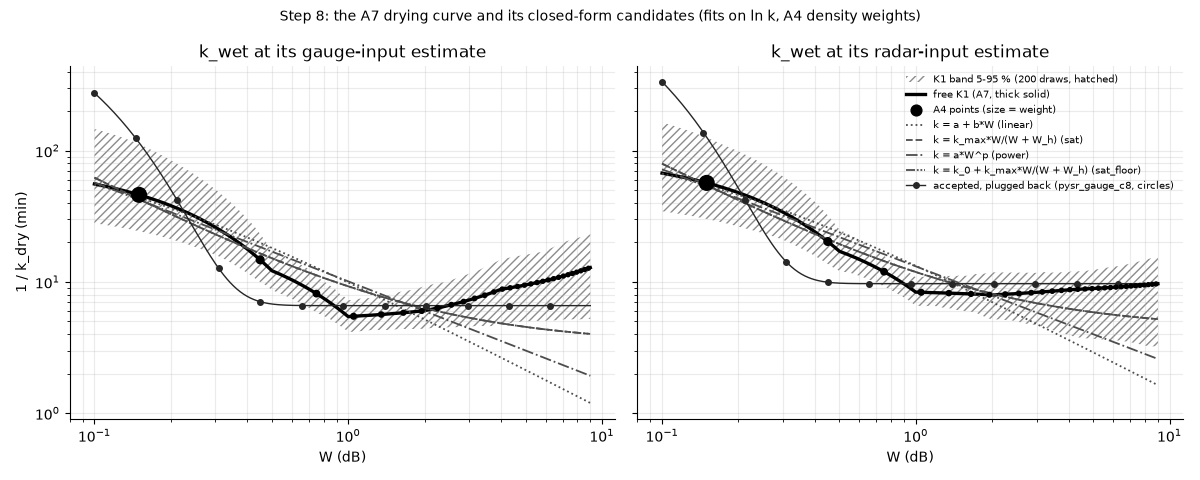 Step 8: the A7 drying curve and its closed-form candidates (fits on ln k, A4 density weights)
k_wet at its gauge-input estimate
k_wet at its radar-input estimate
K1 band 5-95 % (200 draws, hatched)
free K1 (A7, thick solid)
A4 points (size = weight)
k = a + b*W (linear)
k = k_max*W/(W + W_h) (sat)
k = a*W^p (power)
k = k_0 + k_max*W/(W + W_h) (sat_floor)
accepted, plugged back (pysr_gauge_c8, circles)
1 / k_dry (min)
10²
10¹
10⁰
10⁻¹ 10⁰ 10¹
10⁻¹ 10⁰ 10¹
W (dB)
W (dB)